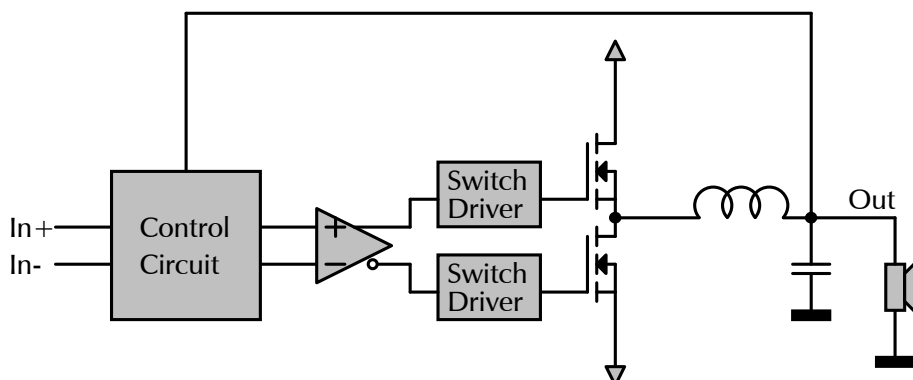 Switch
Driver
In+
In-
Control
Circuit
+
−
Switch
Driver
Out